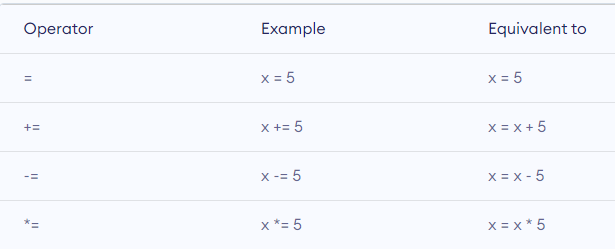 Operator Example Equivalent to
= x = 5 x = 5
+= x += 5 x = x + 5
-= x -= 5 x = x - 5
*= x *= 5 x = x * 5